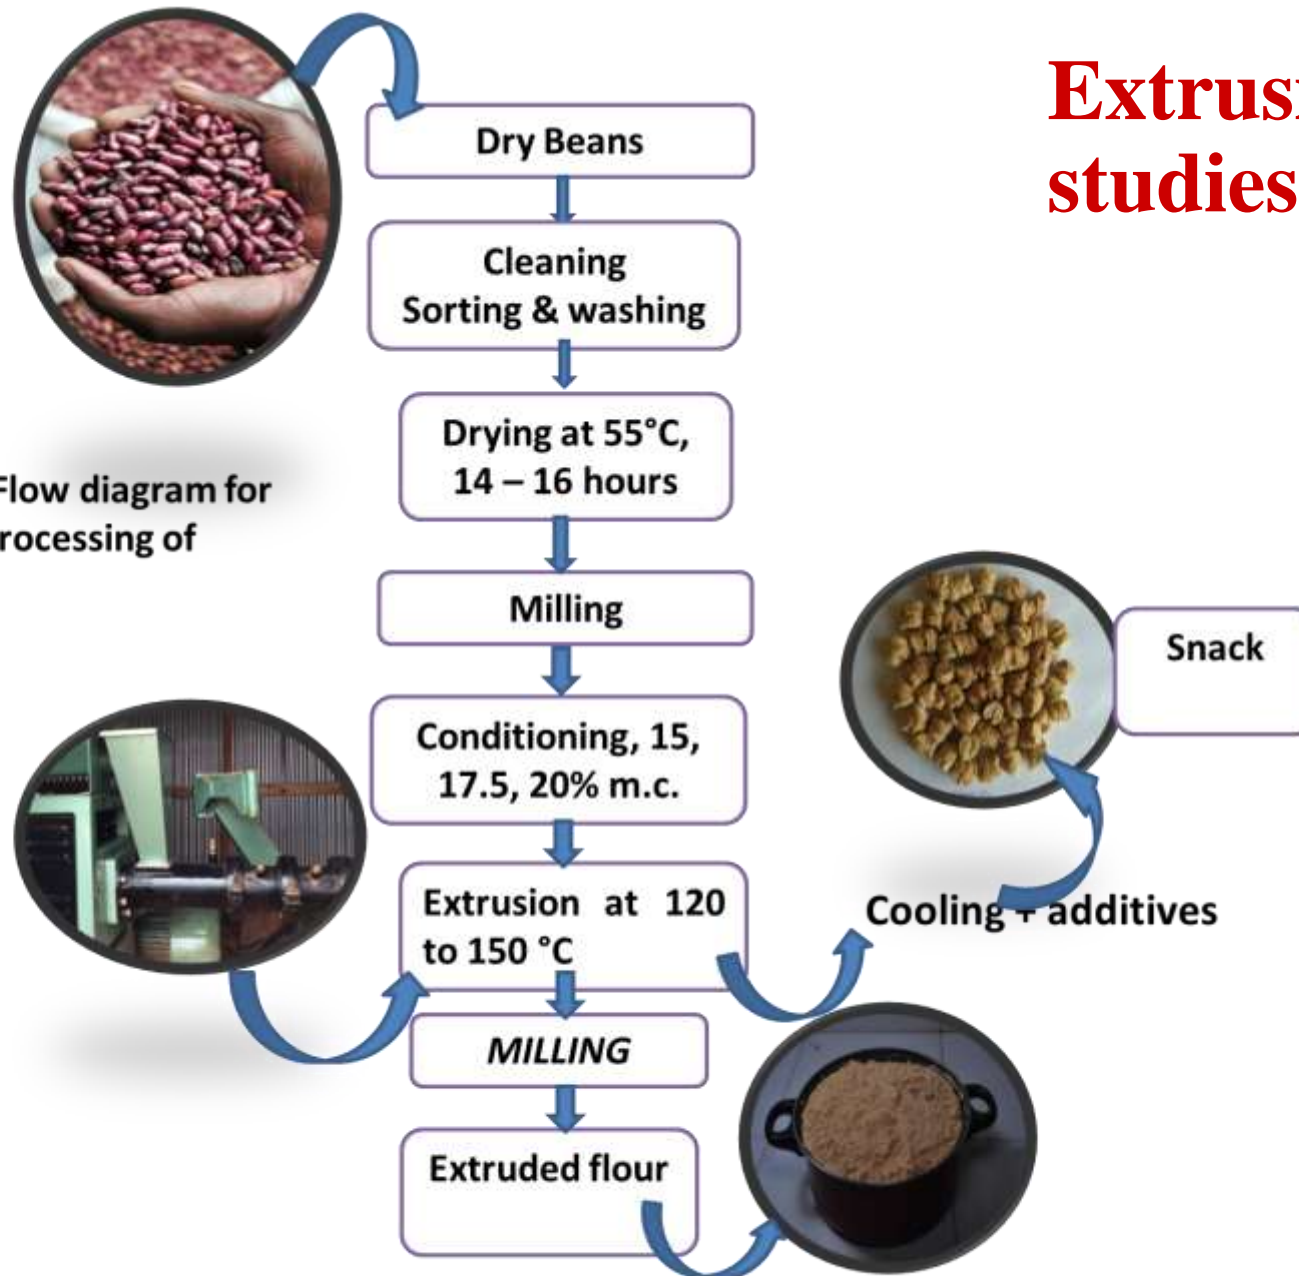 Extrusi
studies
Dry Beans
Cleaning
Sorting & washing
Drying at 55°C,
14 – 16 hours
Flow diagram for
rocessing of
Milling
Snack
Conditioning, 15,
17.5, 20% m.c.
Extrusion at 120
to 150 °C
Cooling + additives
MILLING
Extruded flour